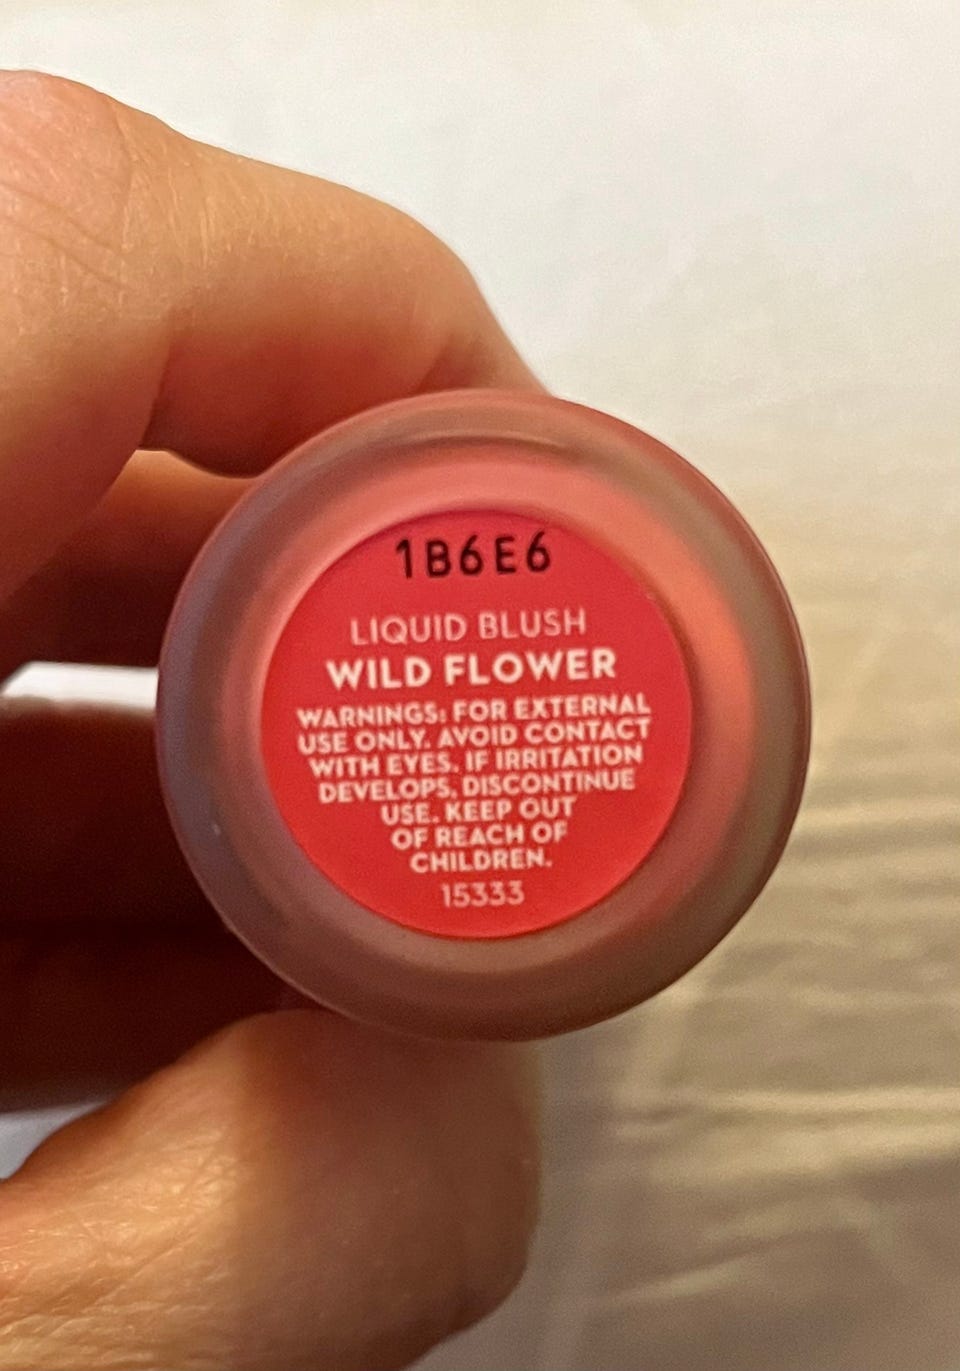 1B6E6
LIQUID BLUSH
WILD FLOWER
WARNINGS: FOR EXTERNAL
USE ONLY. AVOID CONTACT
WITH EYES. IF IRRITATION
DEVELOPS, DISCONTINUE
USE. KEEP OUT
OF REACH OF
CHILDREN.
15333